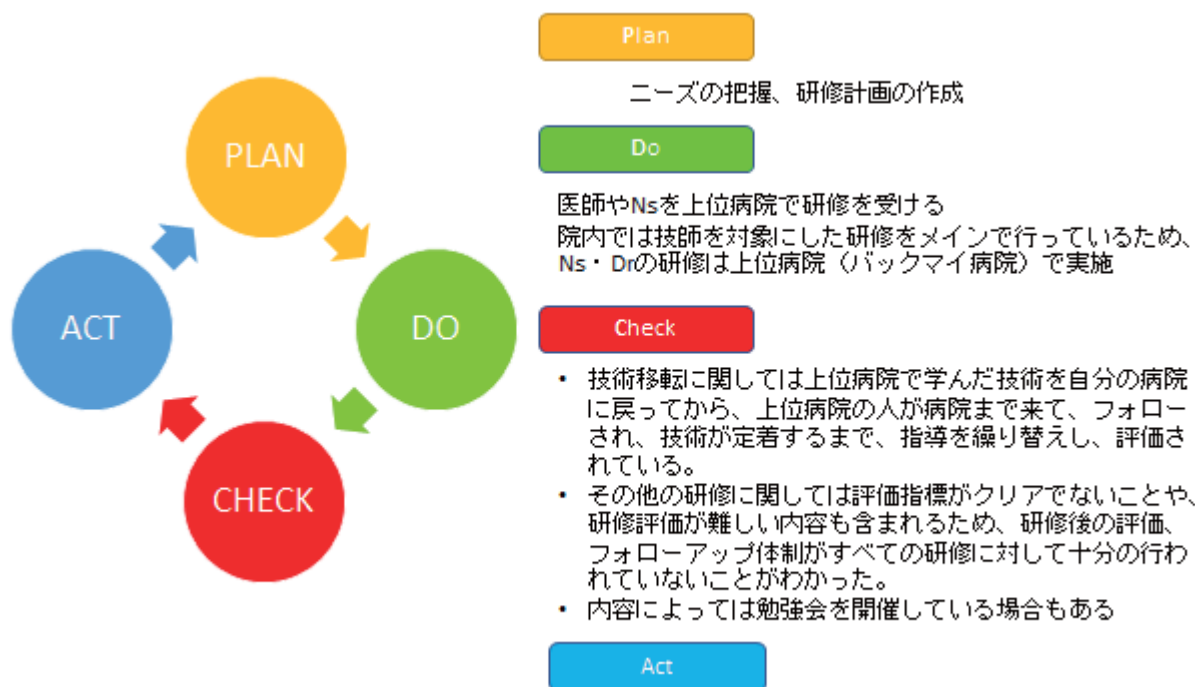 PLAN
DO
CHECK
ACT
Plan
ニーズの把握、研修計画の作成
Do
医師やNsを上位病院で研修を受ける
院内では技師を対象にした研修をメインで行っているため、
Ns・Drの研修は上位病院（バックマイ病院）で実施
Check
• 技術移転に関しては上位病院で学んだ技術を自分の病院
に戻ってから、上位病院の人が病院まで来て、フォロー
され、技術が定着するまで、指導を繰り替えし、評価さ
れている。
• その他の研修に関しては評価指標がクリアでないことや、
研修評価が難しい内容も含まれるため、研修後の評価、
フォローアップ体制がすべての研修に対して十分の行わ
れていないことがわかった。
• 内容によっては勉強会を開催している場合もある
Act